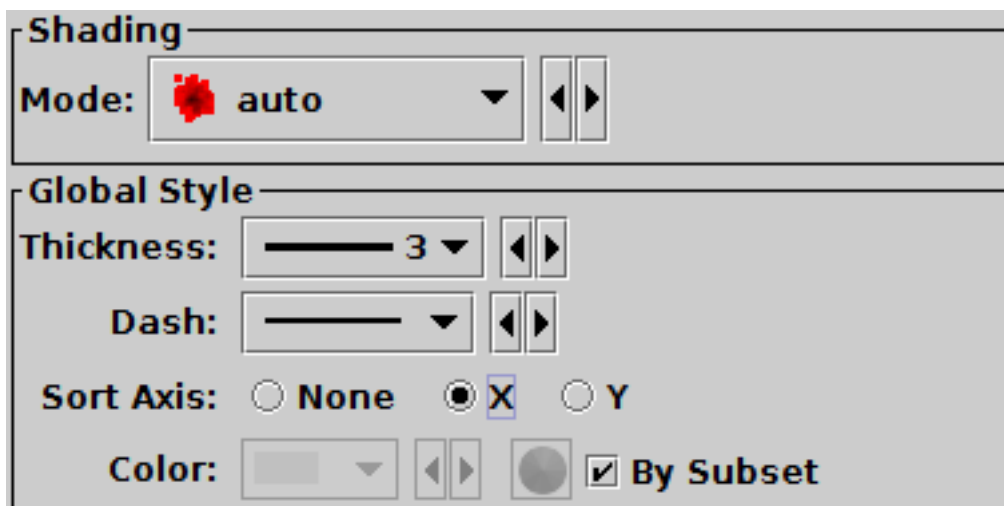 Shading
Mode: auto
Global Style
Thickness: 3
Dash:
Sort Axis: None X Y
Color: By Subset